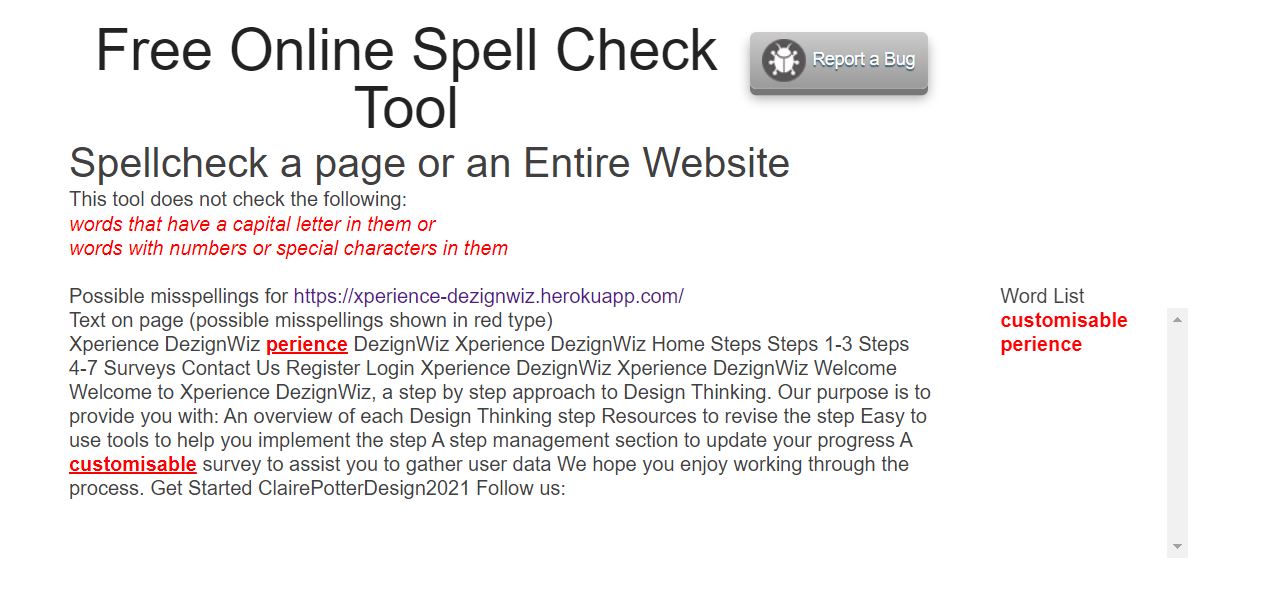 Free Online Spell Check
Tool
Report a Bug
Spellcheck a page or an Entire Website
This tool does not check the following:
words that have a capital letter in them or
words with numbers or special characters in them
Possible misspellings for https://xperience-dezignwiz.herokuapp.com/
Text on page (possible misspellings shown in red type)
Xperience DezignWiz perience DezignWiz Xperience DezignWiz Home Steps Steps 1-3 Steps
4-7 Surveys Contact Us Register Login Xperience DezignWiz Xperience DezignWiz Welcome
Welcome to Xperience DezignWiz, a step by step approach to Design Thinking. Our purpose is to
provide you with: An overview of each Design Thinking step Resources to revise the step Easy to
use tools to help you implement the step A step management section to update your progress A
customisable survey to assist you to gather user data We hope you enjoy working through the
process. Get Started ClairePotterDesign2021 Follow us:
Word List
customisable
perience